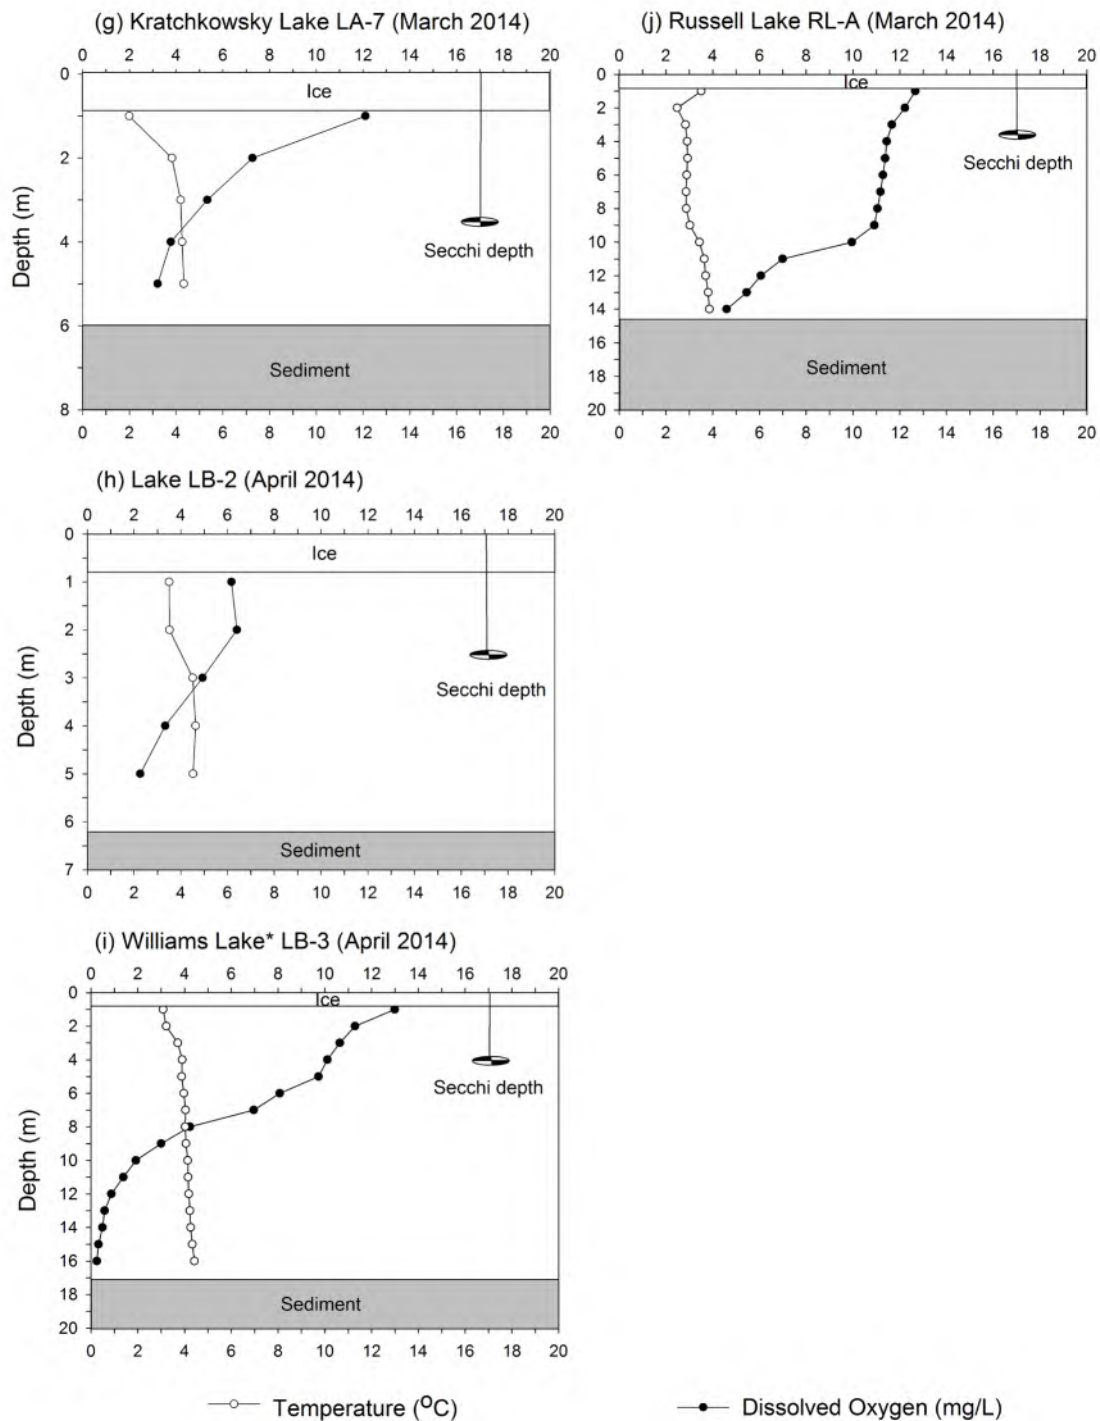 (g) Kratchkowsky Lake LA-7 (March 2014)
0 2 4 6 8 10 12 14 16 18 20
0
Ice
2
Depth (m)
4
Secchi depth
6
Sediment
8
0 2 4 6 8 10 12 14 16 18 20
(j) Russell Lake RL-A (March 2014)
0 2 4 6 8 10 12 14 16 18 20
0
Ice
2
4
Secchi depth
6
8
10
12
14
16
Sediment
18
20
0 2 4 6 8 10 12 14 16 18 20
(h) Lake LB-2 (April 2014)
0 2 4 6 8 10 12 14 16 18 20
0
Ice
1
2
3
Secchi depth
Depth (m)
4
5
6
Sediment
7
0 2 4 6 8 10 12 14 16 18 20
(i) Williams Lake* LB-3 (April 2014)
0 2 4 6 8 10 12 14 16 18 20
0
Ice
2
4
Secchi depth
6
8
Depth (m)
10
12
14
16
18
Sediment
20
0 2 4 6 8 10 12 14 16 18 20
Temperature (°C)
Dissolved Oxygen (mg/L)